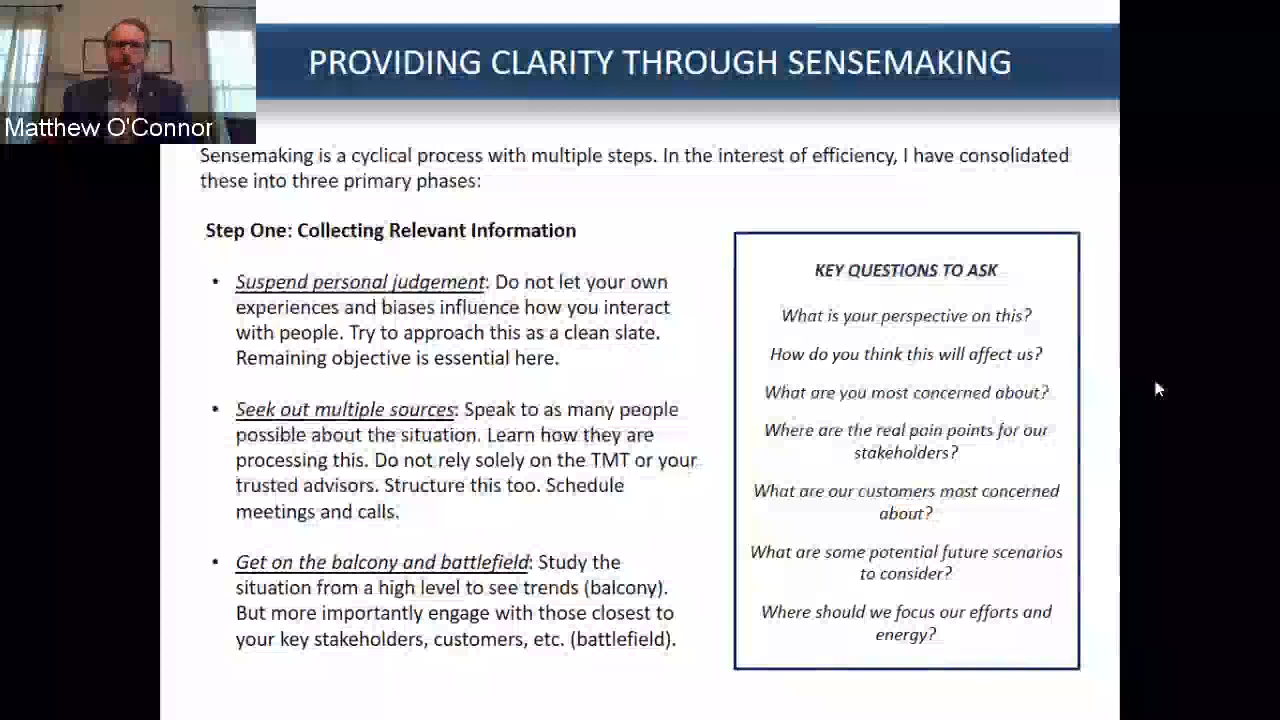 PROVIDING CLARITY THROUGH SENSEMAKING
Matthew O'Connor
Sensemaking is a cyclical process with multiple steps. In the interest of efficiency, I have consolidated
these into three primary phases:
Step One: Collecting Relevant Information
• Suspend personal judgement: Do not let your own
experiences and biases influence how you interact
with people. Try to approach this as a clean slate.
Remaining objective is essential here.
• Seek out multiple sources: Speak to as many people
possible about the situation. Learn how they are
processing this. Do not rely solely on the TMT or your
trusted advisors. Structure this too. Schedule
meetings and calls.
• Get on the balcony and battlefield: Study the
situation from a high level to see trends (balcony).
But more importantly engage with those closest to
your key stakeholders, customers, etc. (battlefield).
KEY QUESTIONS TO ASK
What is your perspective on this?
How do you think this will affect us?
What are you most concerned about?
Where are the real pain points for our
stakeholders?
What are our customers most concerned
about?
What are some potential future scenarios
to consider?
Where should we focus our efforts and
energy?